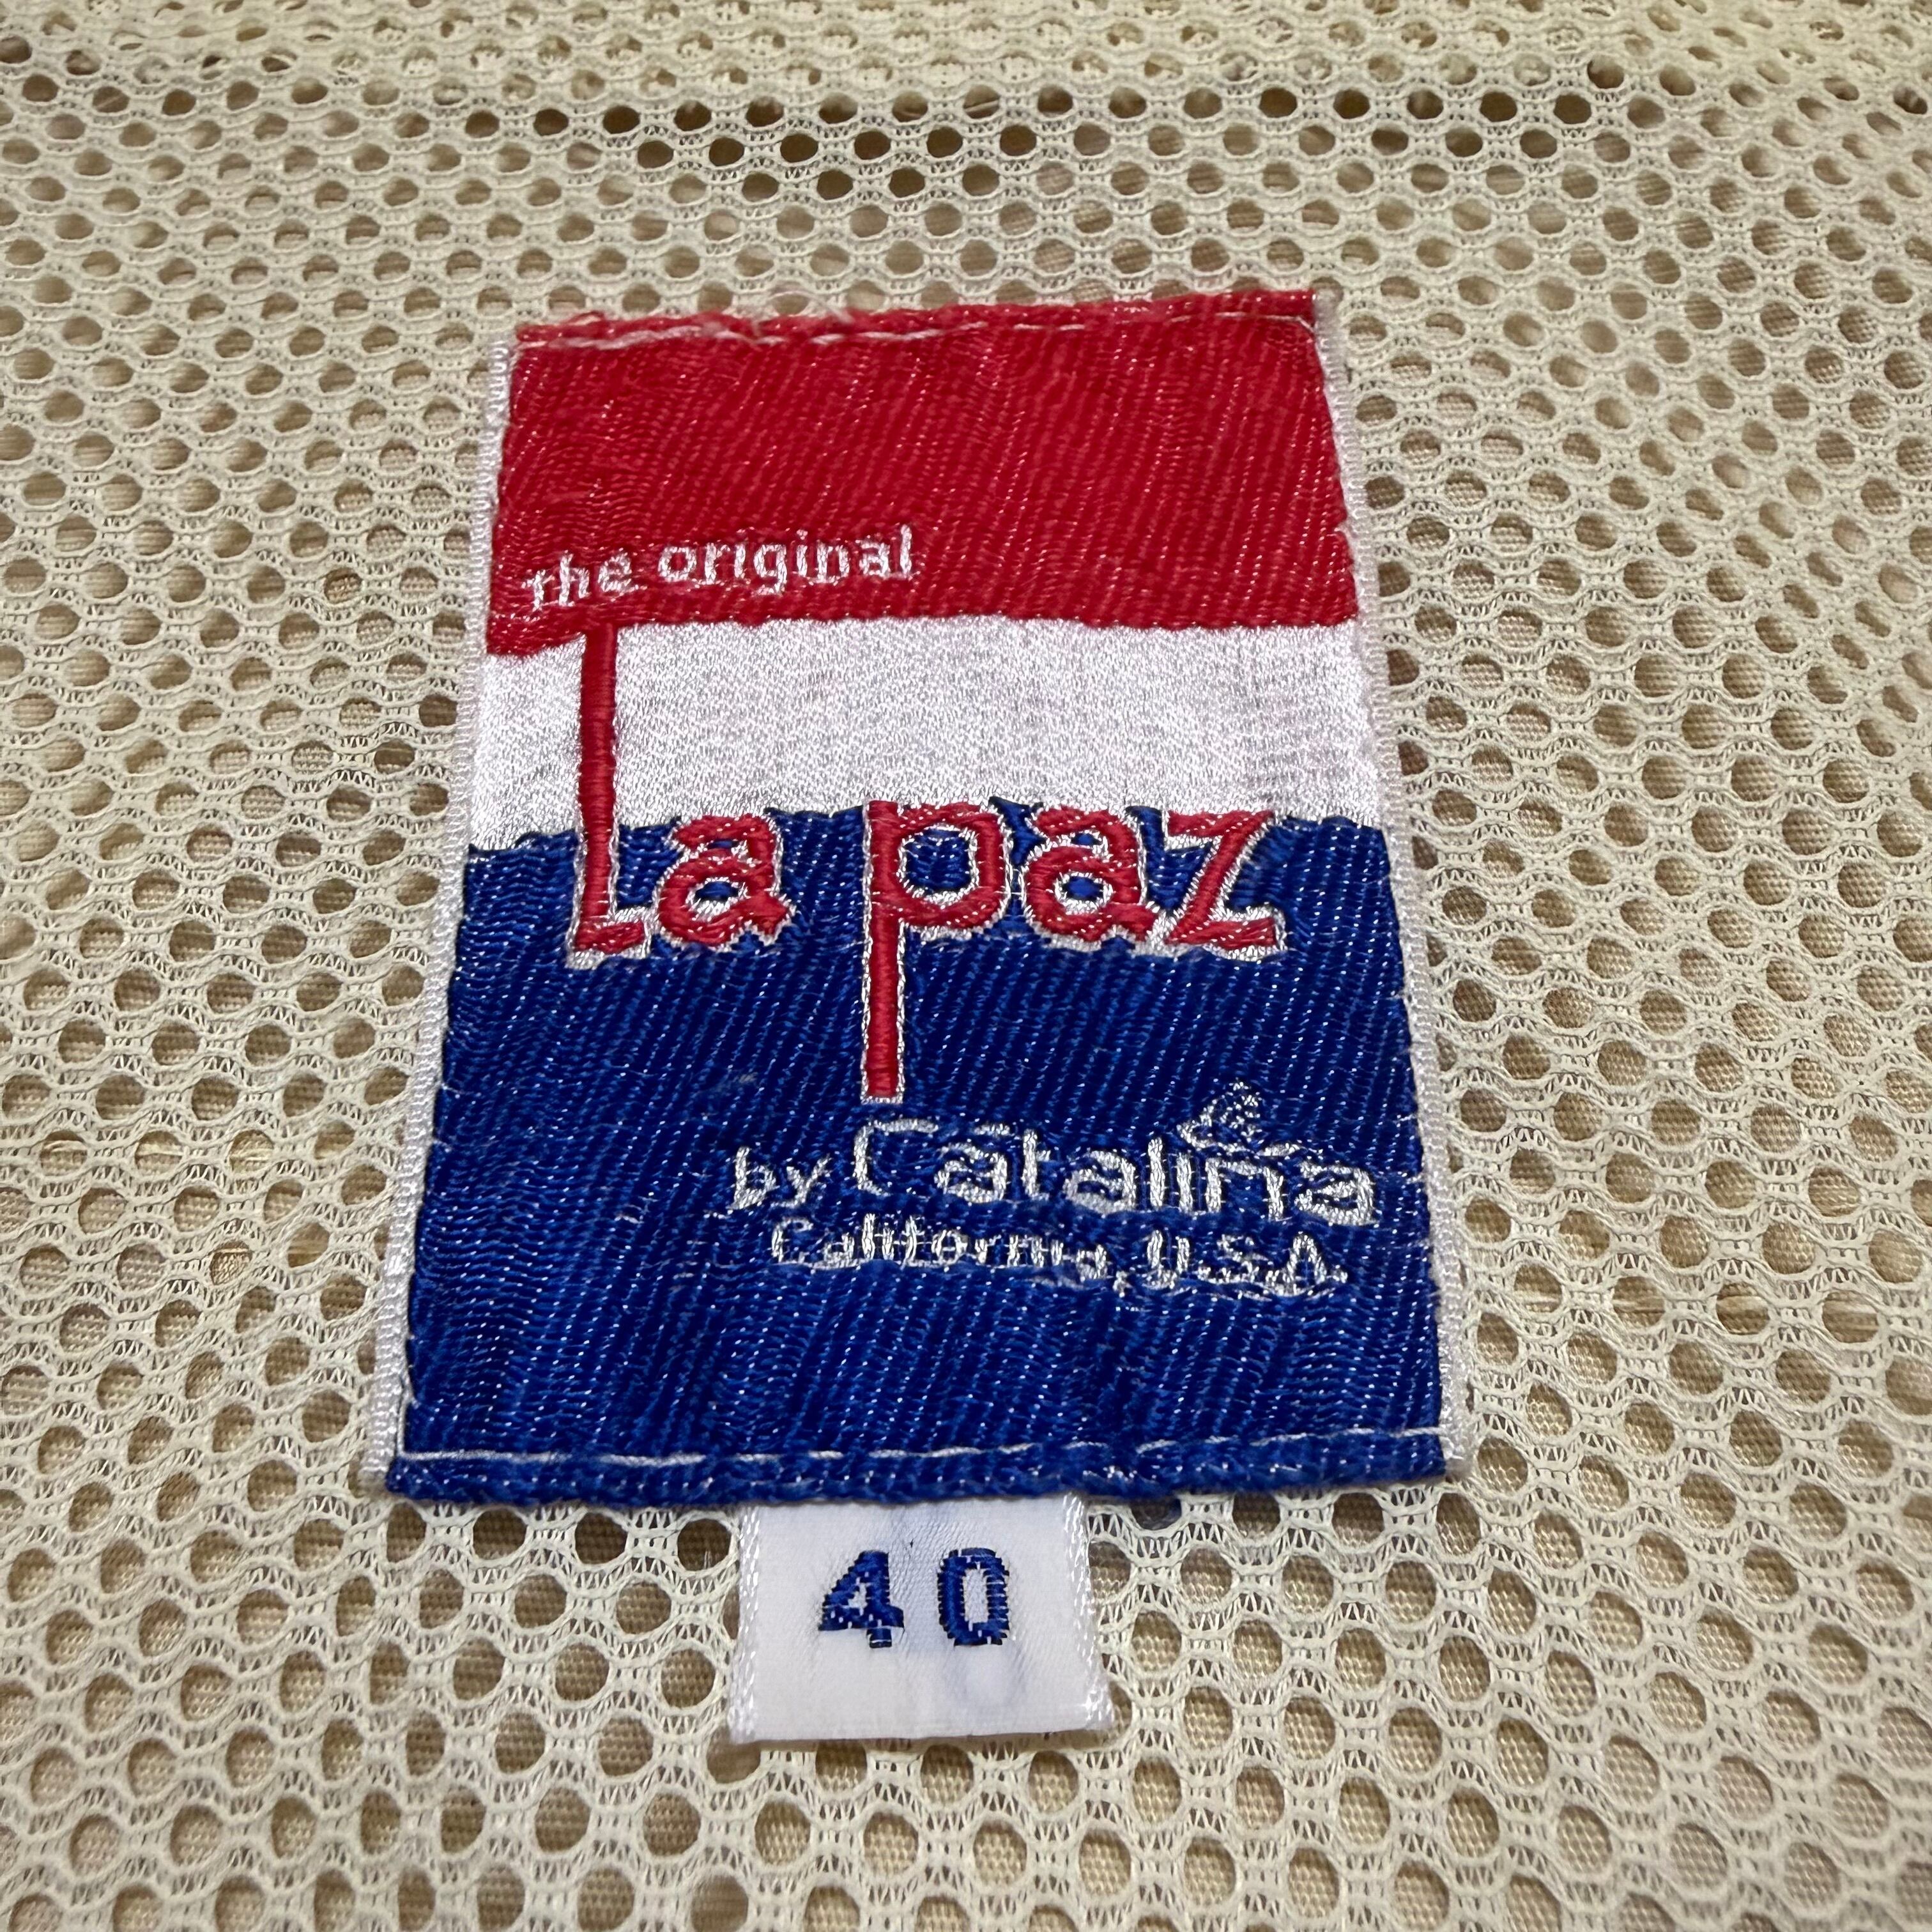 the original
La paz
by Catalina
California, U.S.A.
40